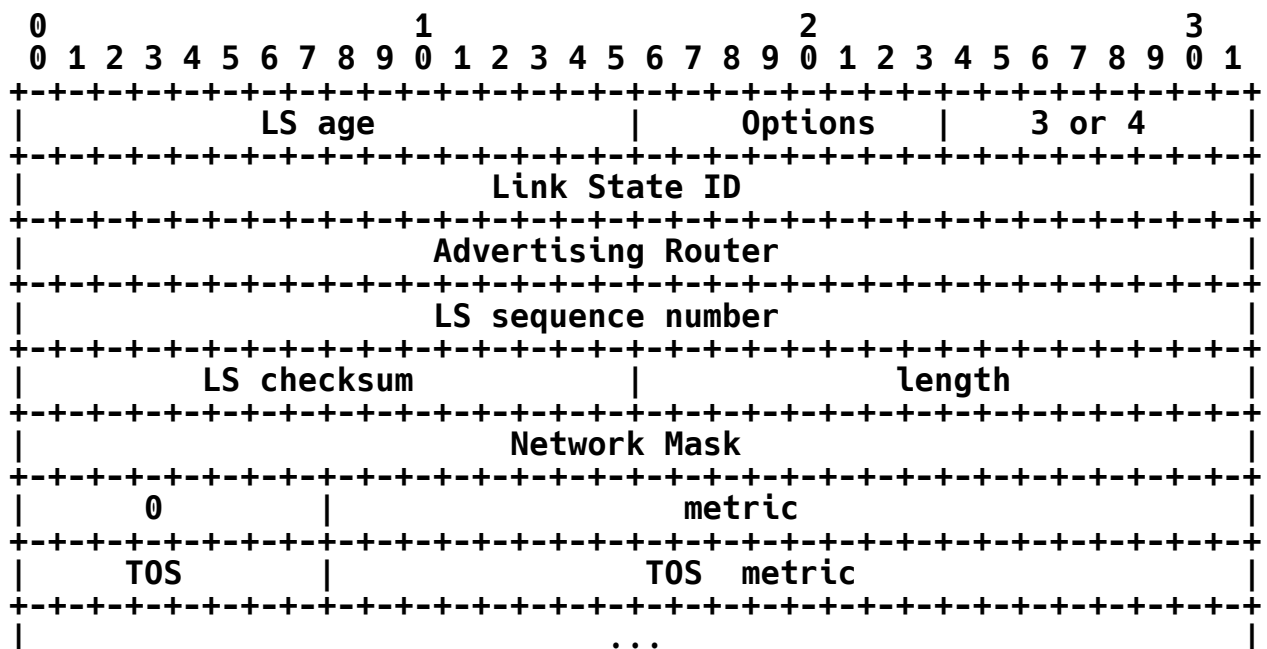 0                   1                   2                   3
 0 1 2 3 4 5 6 7 8 9 0 1 2 3 4 5 6 7 8 9 0 1 2 3 4 5 6 7 8 9 0 1
+-+-+-+-+-+-+-+-+-+-+-+-+-+-+-+-+-+-+-+-+-+-+-+-+-+-+-+-+-+-+-+-+
|            LS age             |     Options   |    3 or 4     |
+-+-+-+-+-+-+-+-+-+-+-+-+-+-+-+-+-+-+-+-+-+-+-+-+-+-+-+-+-+-+-+-+
|                        Link State ID                          |
+-+-+-+-+-+-+-+-+-+-+-+-+-+-+-+-+-+-+-+-+-+-+-+-+-+-+-+-+-+-+-+-+
|                     Advertising Router                        |
+-+-+-+-+-+-+-+-+-+-+-+-+-+-+-+-+-+-+-+-+-+-+-+-+-+-+-+-+-+-+-+-+
|                     LS sequence number                        |
+-+-+-+-+-+-+-+-+-+-+-+-+-+-+-+-+-+-+-+-+-+-+-+-+-+-+-+-+-+-+-+-+
|         LS checksum           |             length            |
+-+-+-+-+-+-+-+-+-+-+-+-+-+-+-+-+-+-+-+-+-+-+-+-+-+-+-+-+-+-+-+-+
|                         Network Mask                          |
+-+-+-+-+-+-+-+-+-+-+-+-+-+-+-+-+-+-+-+-+-+-+-+-+-+-+-+-+-+-+-+-+
|      0        |                  metric                       |
+-+-+-+-+-+-+-+-+-+-+-+-+-+-+-+-+-+-+-+-+-+-+-+-+-+-+-+-+-+-+-+-+
|     TOS       |                TOS  metric                    |
+-+-+-+-+-+-+-+-+-+-+-+-+-+-+-+-+-+-+-+-+-+-+-+-+-+-+-+-+-+-+-+-+
|                              ...                              |